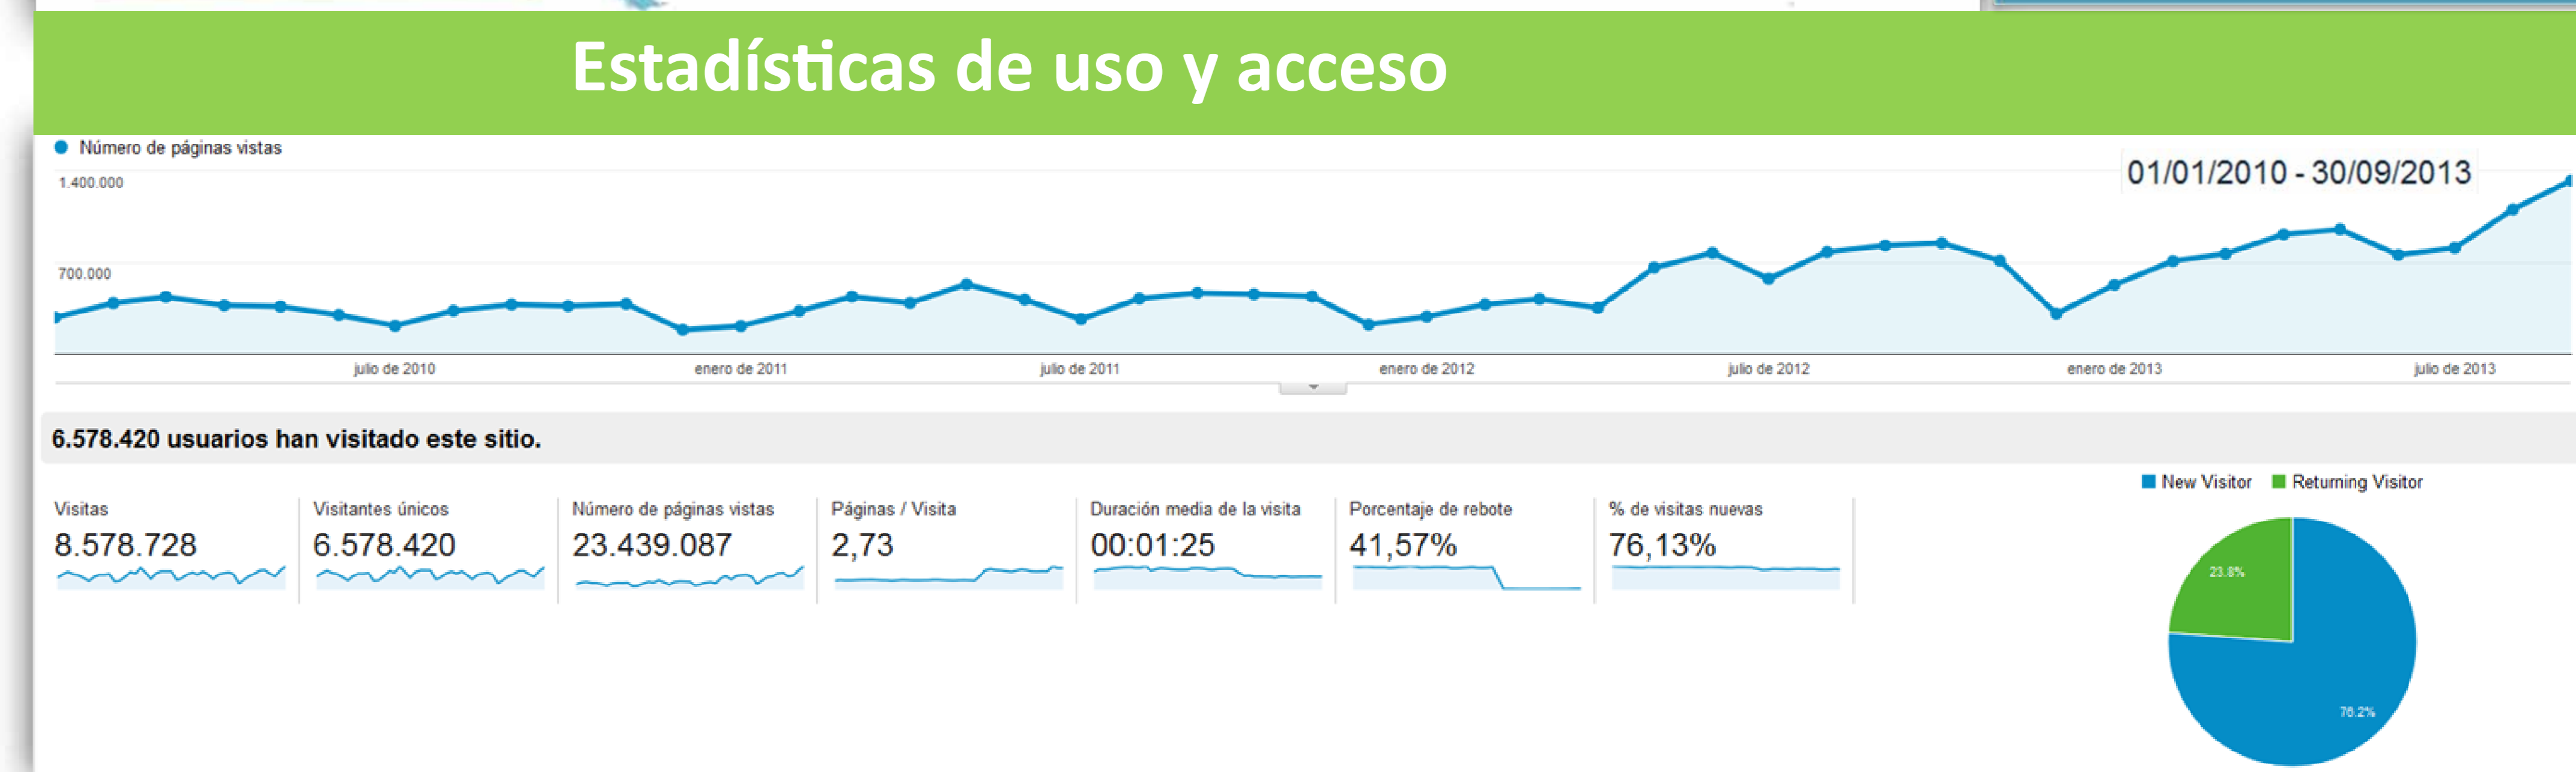 Estadísticas de uso y acceso
Número de páginas vistas
01/01/2010 - 30/09/2013
1.400.000
700.000
julio de 2010
enero de 2011
julio de 2011
enero de 2012
julio de 2012
enero de 2013
julio de 2013
6.578.420 usuarios han visitado este sitio.
Visitas
8.578.728
Visitantes únicos
6.578.420
Número de páginas vistas
23.439.087
Páginas / Visita
2,73
Duración media de la visita
00:01:25
Porcentaje de rebote
41,57%
% de visitas nuevas
76,13%
New Visitor
Returning Visitor
23.8%
76.2%